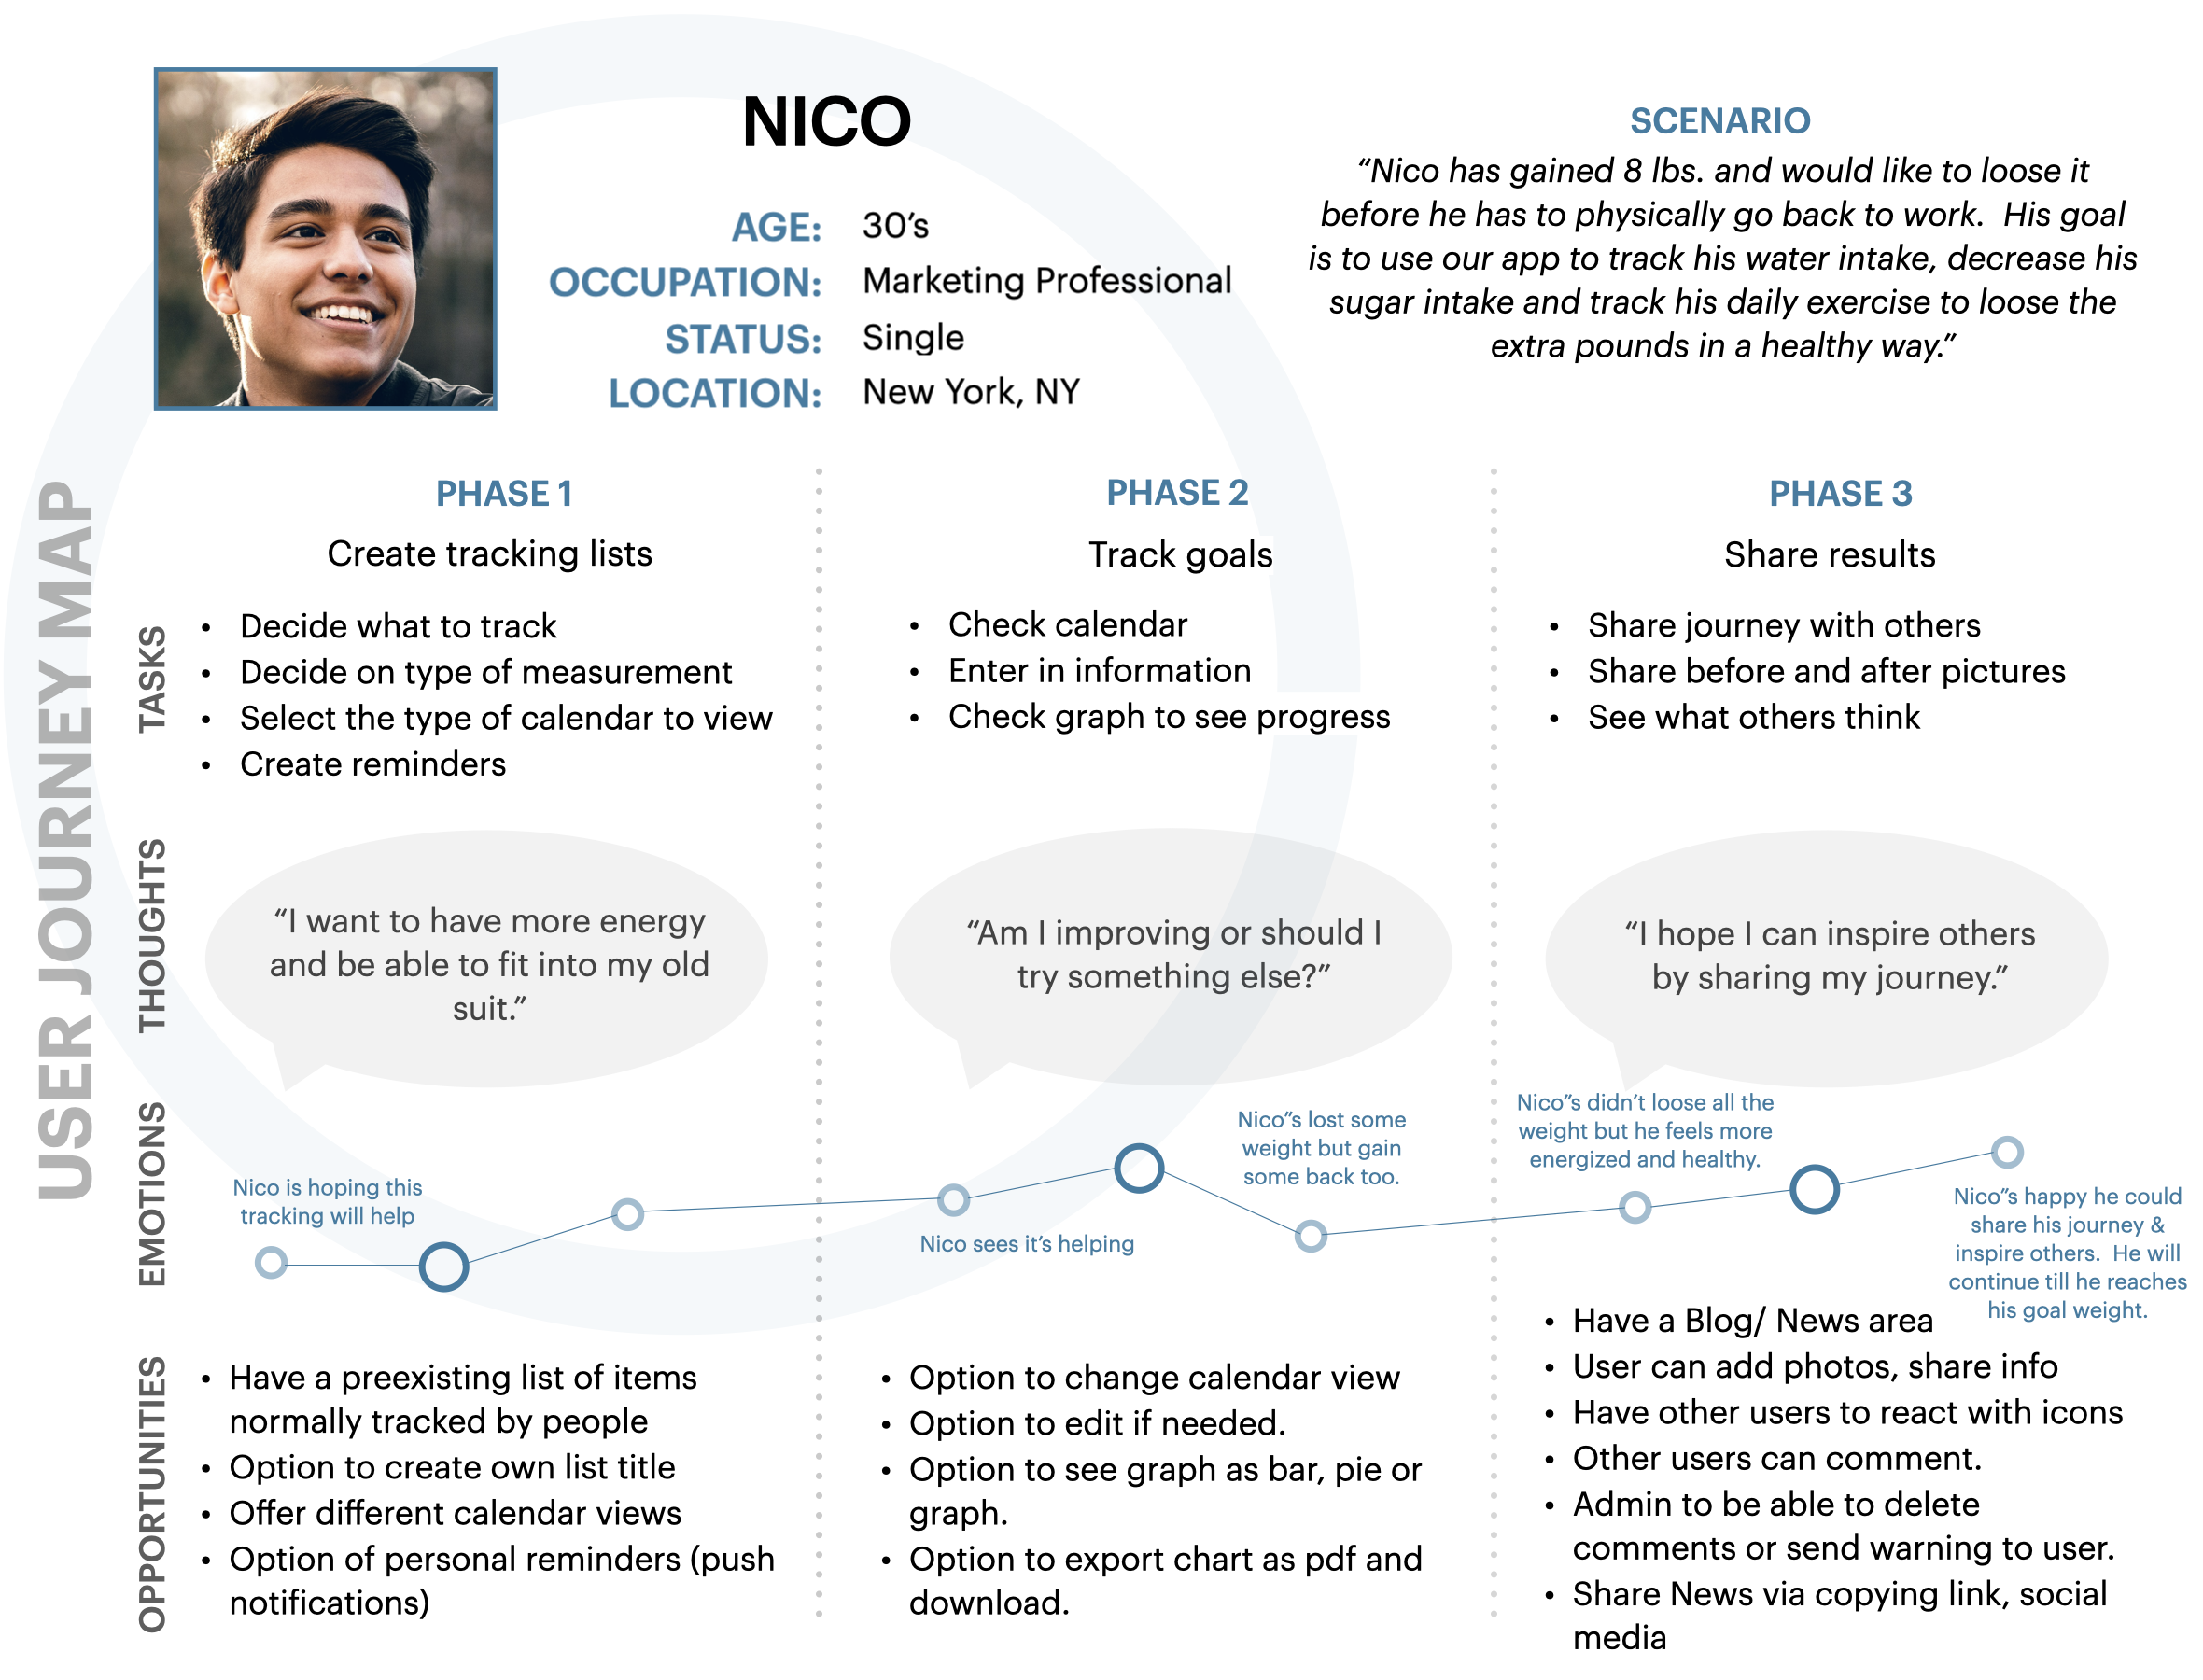 NICO
AGE: 30’s
OCCUPATION: Marketing Professional
STATUS: Single
LOCATION: New York, NY
SCENARIO
“Nico has gained 8 lbs. and would like to loose it
before he has to physically go back to work.  His goal
is to use our app to track his water intake, decrease his
sugar intake and track his daily exercise to loose the
extra pounds in a healthy way.”
USER JOURNEY MAP
PHASE 1
Create tracking lists
PHASE 2
Track goals
PHASE 3
Share results
TASKS
• Decide what to track
• Decide on type of measurement
• Select the type of calendar to view
• Create reminders
• Check calendar
• Enter in information
• Check graph to see progress
• Share journey with others
• Share before and after pictures
• See what others think
THOUGHTS
“I want to have more energy
and be able to fit into my old
suit.”
“Am I improving or should I
try something else?”
“I hope I can inspire others
by sharing my journey.”
EMOTIONS
Nico is hoping this
tracking will help
Nico sees it’s helping
Nico”s lost some
weight but gain
some back too.
Nico”s didn’t loose all the
weight but he feels more
energized and healthy.
Nico”s happy he could
share his journey &
inspire others.  He will
continue till he reaches
his goal weight.
OPPORTUNITIES
• Have a preexisting list of items
normally tracked by people
• Option to create own list title
• Offer different calendar views
• Option of personal reminders (push
notifications)
• Option to change calendar view
• Option to edit if needed.
• Option to see graph as bar, pie or
graph.
• Option to export chart as pdf and
download.
• Have a Blog/ News area
• User can add photos, share info
• Have other users to react with icons
• Other users can comment.
• Admin to be able to delete
comments or send warning to user.
• Share News via copying link, social
media